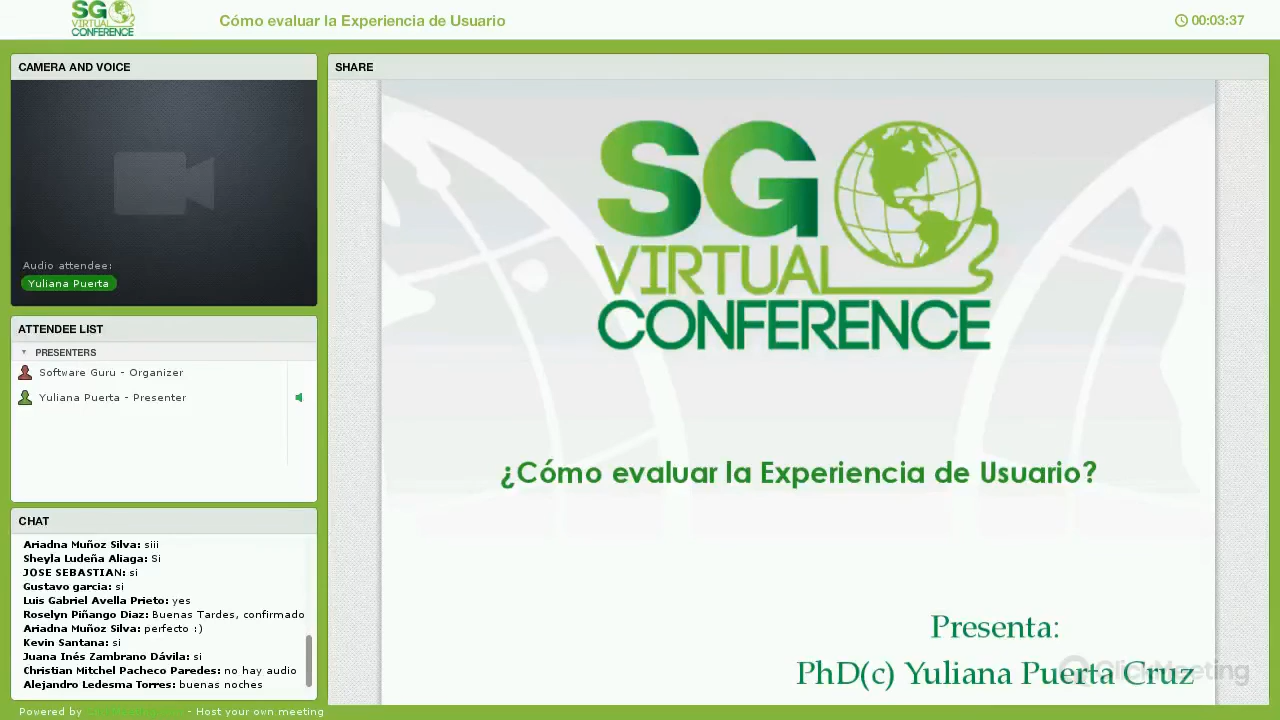 SG
VIRTUAL
CONFERENCE
Cómo evaluar la Experiencia de Usuario
00:03:37
CAMERA AND VOICE
Audio attendee:
Yuliana Puerta
ATTENDEE LIST
PRESENTERS
Software Guru - Organizer
Yuliana Puerta - Presenter
CHAT
Ariadna Muñoz Silva: siii
Sheyla Ludeña Aliaga: Si
JOSE SEBASTIAN: si
Gustavo garcia: si
Luis Gabriel Avella Prieto: yes
Roselyn Piñango Diaz: Buenas Tardes, confirmado
Ariadna Muñoz Silva: perfecto :)
Kevin Santana: si
Juana Inés Zambrano Dávila: si
Christian Mitchel Pacheco Paredes: no hay audio
Alejandro Ledesma Torres: buenas noches
Powered by - Host your own meeting
SHARE
SG
VIRTUAL
CONFERENCE
¿Cómo evaluar la Experiencia de Usuario?
Presenta:
PhD(c) Yuliana Puerta Cruz
ClickMeeting